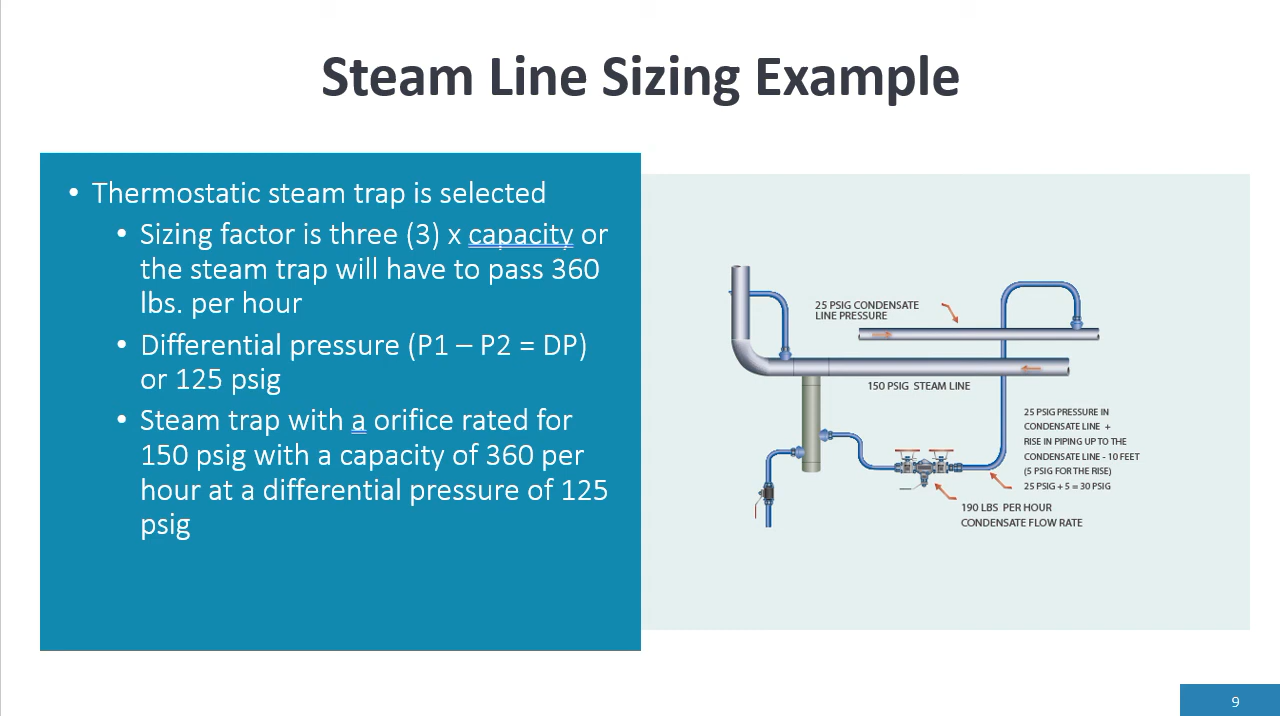 Steam Line Sizing Example
• Thermostatic steam trap is selected
• Sizing factor is three (3) x capacity or
the steam trap will have to pass 360
lbs. per hour
• Differential pressure (P1 – P2 = DP)
or 125 psig
• Steam trap with a orifice rated for
150 psig with a capacity of 360 per
hour at a differential pressure of 125
psig
25 PSIG CONDENSATE
LINE PRESSURE
150 PSIG STEAM LINE
25 PSIG PRESSURE IN
CONDENSATE LINE +
RISE IN PIPING UP TO THE
CONDENSATE LINE - 10 FEET
(5 PSIG FOR THE RISE)
25 PSIG + 5 = 30 PSIG
190 LBS PER HOUR
CONDENSATE FLOW RATE
9